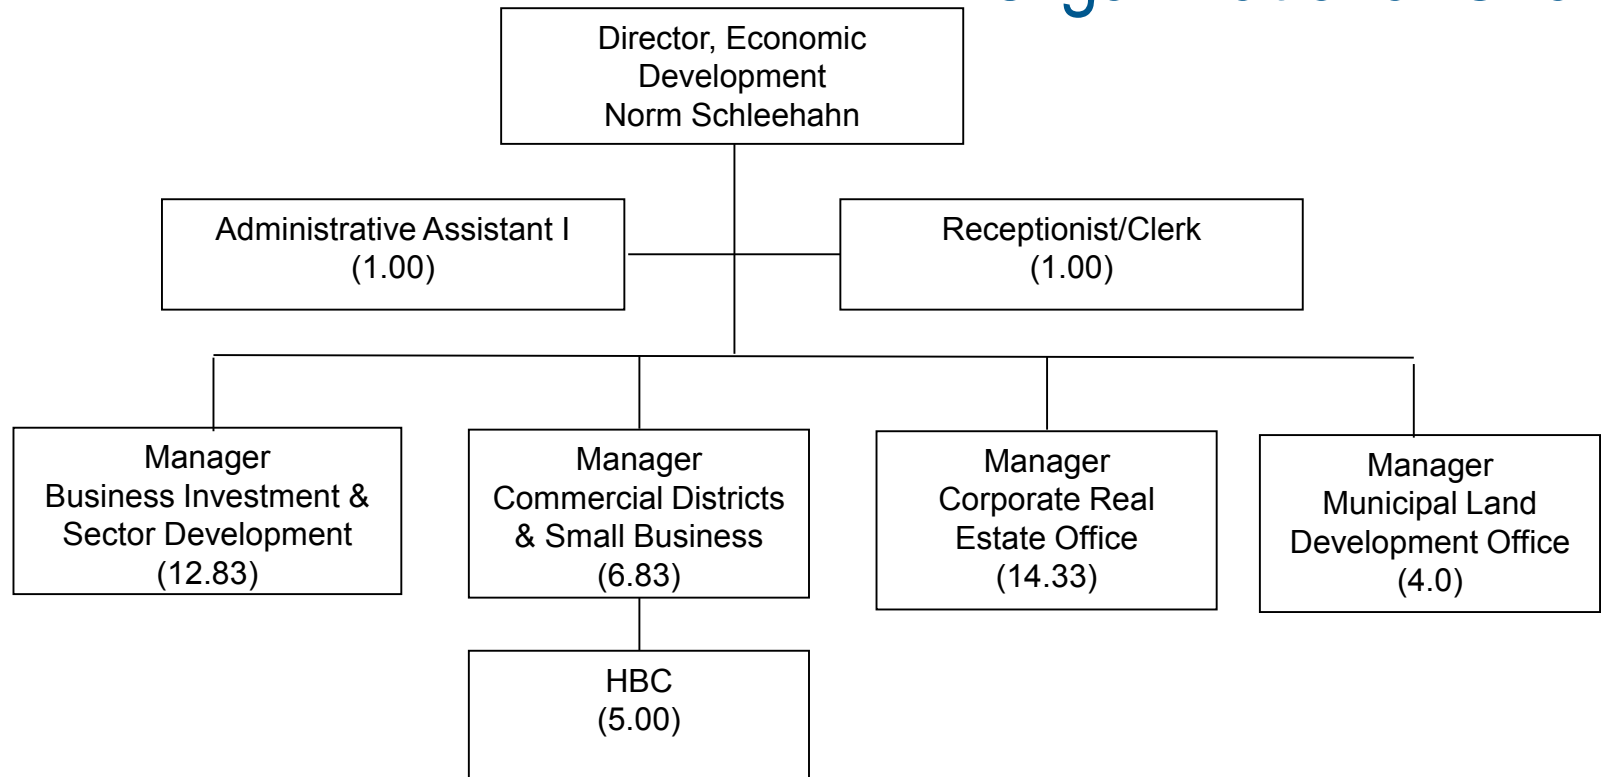 Director, Economic
Development
Norm Schleehahn
Administrative Assistant I
(1.00)
Receptionist/Clerk
(1.00)
Manager
Business Investment &
Sector Development
(12.83)
Manager
Commercial Districts
& Small Business
(6.83)
Manager
Corporate Real
Estate Office
(14.33)
Manager
Municipal Land
Development Office
(4.0)
HBC
(5.00)